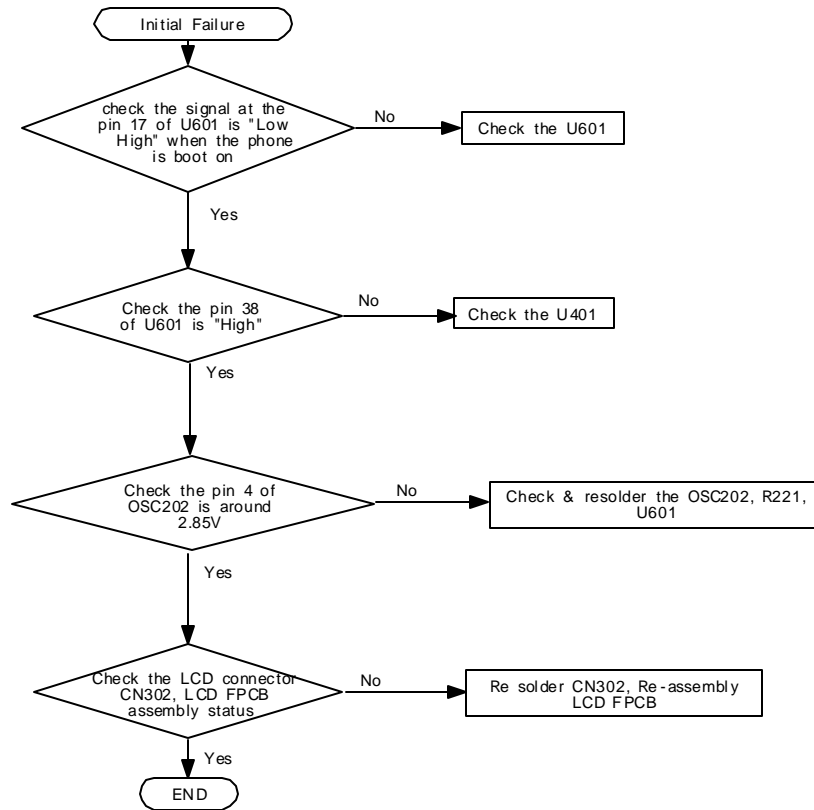 Initial Failure
check the signal at the
pin 17 of U601 is "Low
High" when the phone
is boot on
No
Check the U601
Yes
Check the pin 38
of U601 is "High"
No
Check the U401
Yes
Check the pin 4 of
OSC202 is around
2.85V
No
Check & resolder the OSC202, R221,
U601
Yes
Check the LCD connector
CN302, LCD FPCB
assembly status
No
Re solder CN302, Re-assembly
LCD FPCB
Yes
END